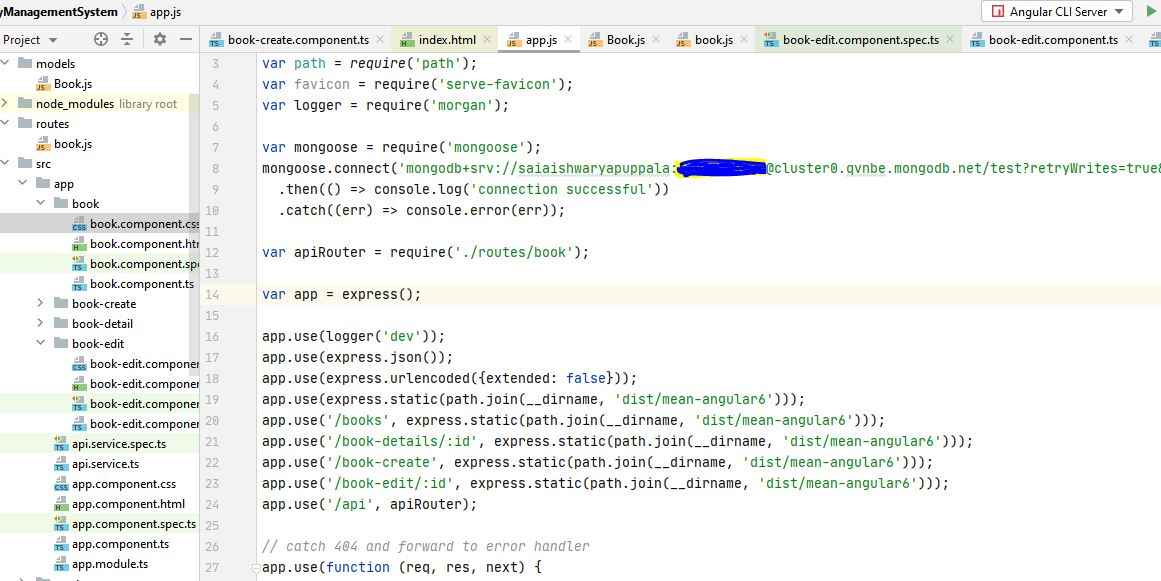 yManagementSystem app.js
Angular CLI Server
Project
book-create.component.ts index.html app.js Book.js book.js book-edit.component.spec.ts book-edit.component.ts
models
Book.js
node_modules library root
routes
book.js
src
app
book
book.component.css
book.component.htm
book.component.spe
book.component.ts
book-create
book-detail
book-edit
book-edit.componen
book-edit.componen
book-edit.componen
book-edit.componen
api.service.spec.ts
api.service.ts
app.component.css
app.component.html
app.component.spec.ts
app.component.ts
app.module.ts
3 var path = require('path');
4 var favicon = require('serve-favicon');
5 var logger = require('morgan');
6
7 var mongoose = require('mongoose');
8 mongoose.connect('mongodb+srv://saiaishwaryapuppala: @cluster0.qvnbe.mongodb.net/test?retryWrites=true&
9 .then(() => console.log('connection successful'))
10 .catch((err) => console.error(err));
11
12 var apiRouter = require('./routes/book');
13
14 var app = express();
15
16 app.use(logger('dev'));
17 app.use(express.json());
18 app.use(express.urlencoded({extended: false}));
19 app.use(express.static(path.join(__dirname, 'dist/mean-angular6')));
20 app.use('/books', express.static(path.join(__dirname, 'dist/mean-angular6')));
21 app.use('/book-details/:id', express.static(path.join(__dirname, 'dist/mean-angular6')));
22 app.use('/book-create', express.static(path.join(__dirname, 'dist/mean-angular6')));
23 app.use('/book-edit/:id', express.static(path.join(__dirname, 'dist/mean-angular6')));
24 app.use('/api', apiRouter);
25
26 // catch 404 and forward to error handler
27 app.use(function (req, res, next) {